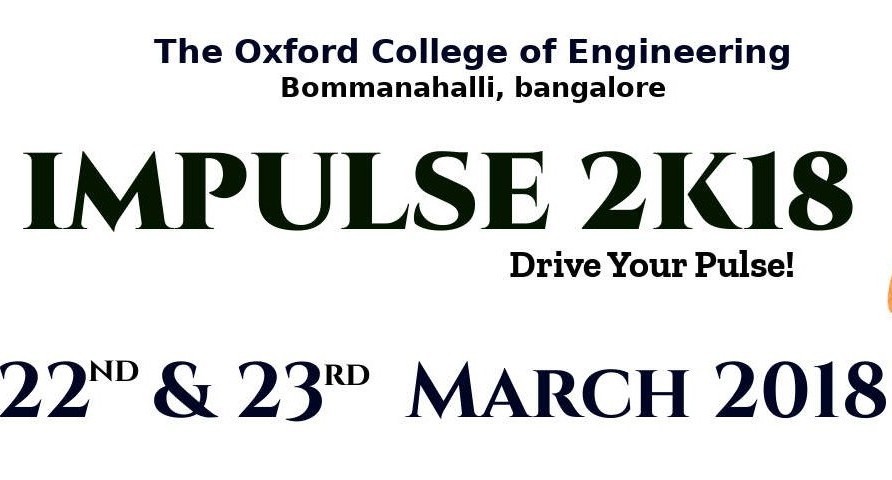 The Oxford College of Engineering
Bommanahalli, bangalore
IMPULSE 2K18
Drive Your Pulse!
22ND & 23RD March 2018